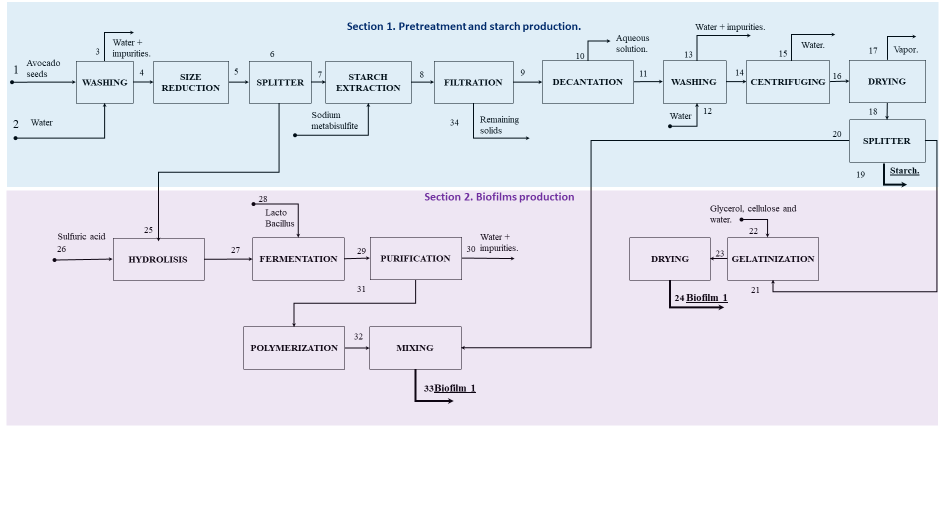 Section 1. Pretreatment and starch production.
3
Water +
impurities.
6
10
Aqueous
solution.
Water + impurities.
13
15
Water.
17
Vapor.
1
Avocado
seeds
WASHING
4
SIZE
REDUCTION
5
SPLITTER
7
STARCH
EXTRACTION
8
FILTRATION
9
DECANTATION
11
WASHING
14
CENTRIFUGING
16
DRYING
2
Water
Sodium
metabisulfite
34
Remaining
solids
Water
12
18
20
SPLITTER
19
Starch.
Section 2. Biofilms production
28
Lacto
Bacillus
Glycerol, cellulose and
water.
22
Sulfuric acid
26
25
HYDROLISIS
27
FERMENTATION
29
PURIFICATION
30
Water +
impurities.
DRYING
23
GELATINIZATION
31
21
24 Biofilm 1
POLYMERIZATION
32
MIXING
33Biofilm 1